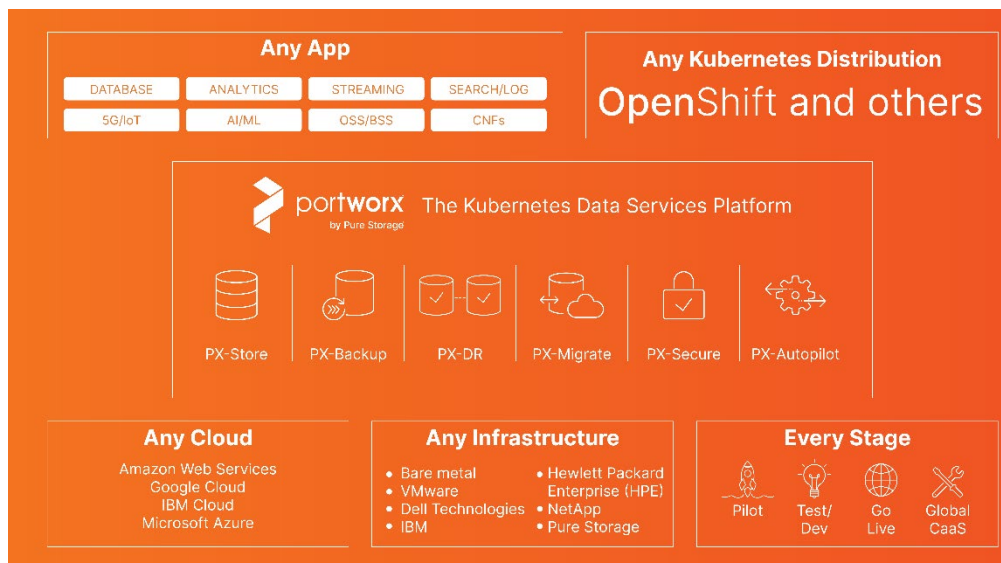 Any App
DATABASE
ANALYTICS
STREAMING
SEARCH/LOG
5G/IoT
AI/ML
OSS/BSS
CNFs
Any Kubernetes Distribution
OpenShift and others
portworx
by Pure Storage
The Kubernetes Data Services Platform
PX-Store
PX-Backup
PX-DR
PX-Migrate
PX-Secure
PX-Autopilot
Any Cloud
Amazon Web Services
Google Cloud
IBM Cloud
Microsoft Azure
Any Infrastructure
• Bare metal
• VMware
• Dell Technologies
• IBM
• Hewlett Packard
Enterprise (HPE)
• NetApp
• Pure Storage
Every Stage
Pilot
Test/
Dev
Go
Live
Global
CaaS